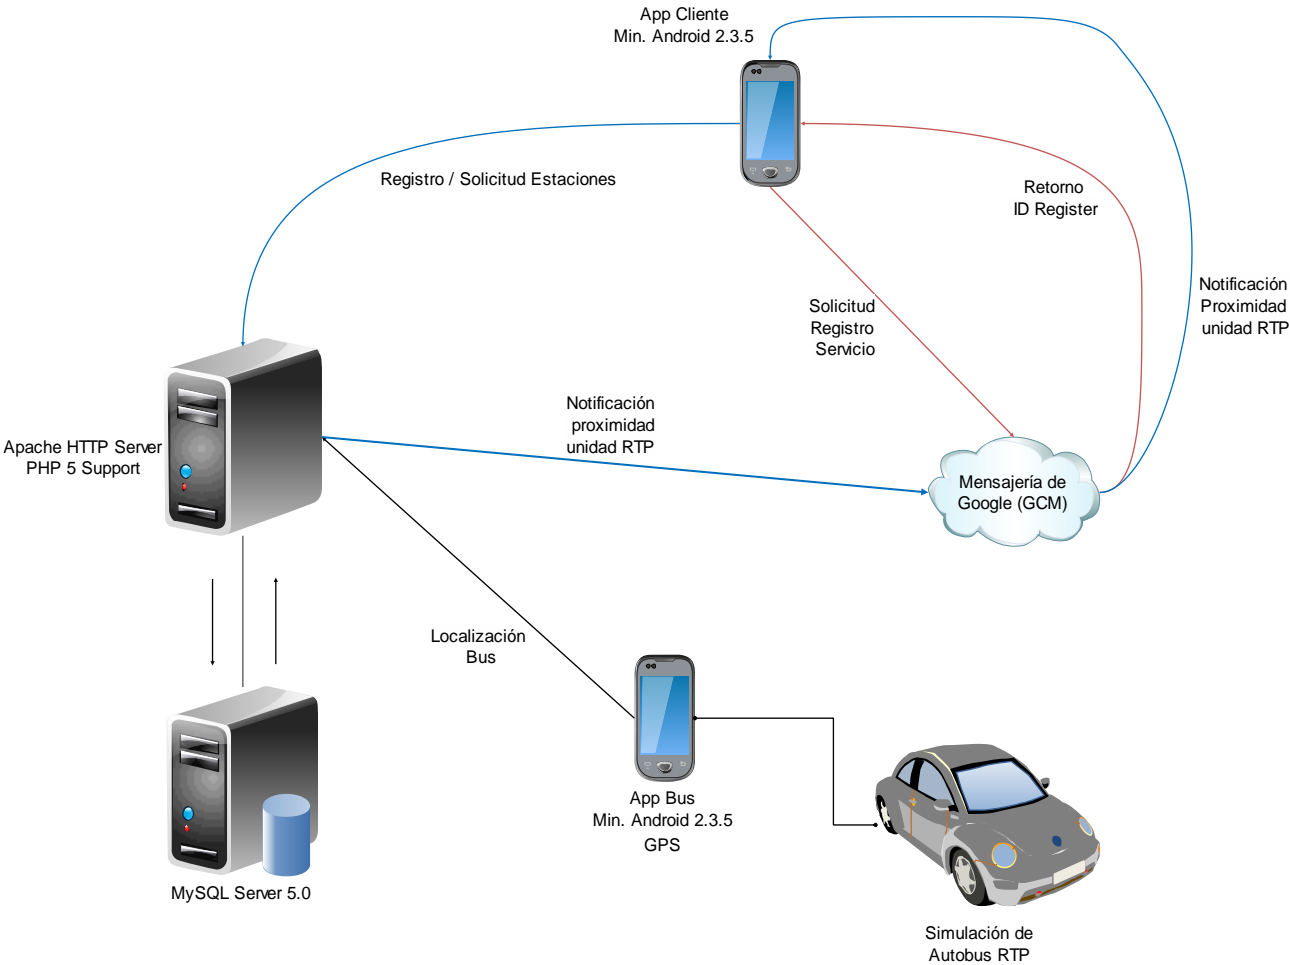 App Cliente
Min. Android 2.3.5
Registro / Solicitud Estaciones
Retorno
ID Register
Notificación
Proximidad
unidad RTP
Solicitud
Registro
Servicio
Notificación
proximidad
unidad RTP
Apache HTTP Server
PHP 5 Support
Mensajería de
Google (GCM)
Localización
Bus
App Bus
Min. Android 2.3.5
GPS
MySQL Server 5.0
Simulación de
Autobus RTP